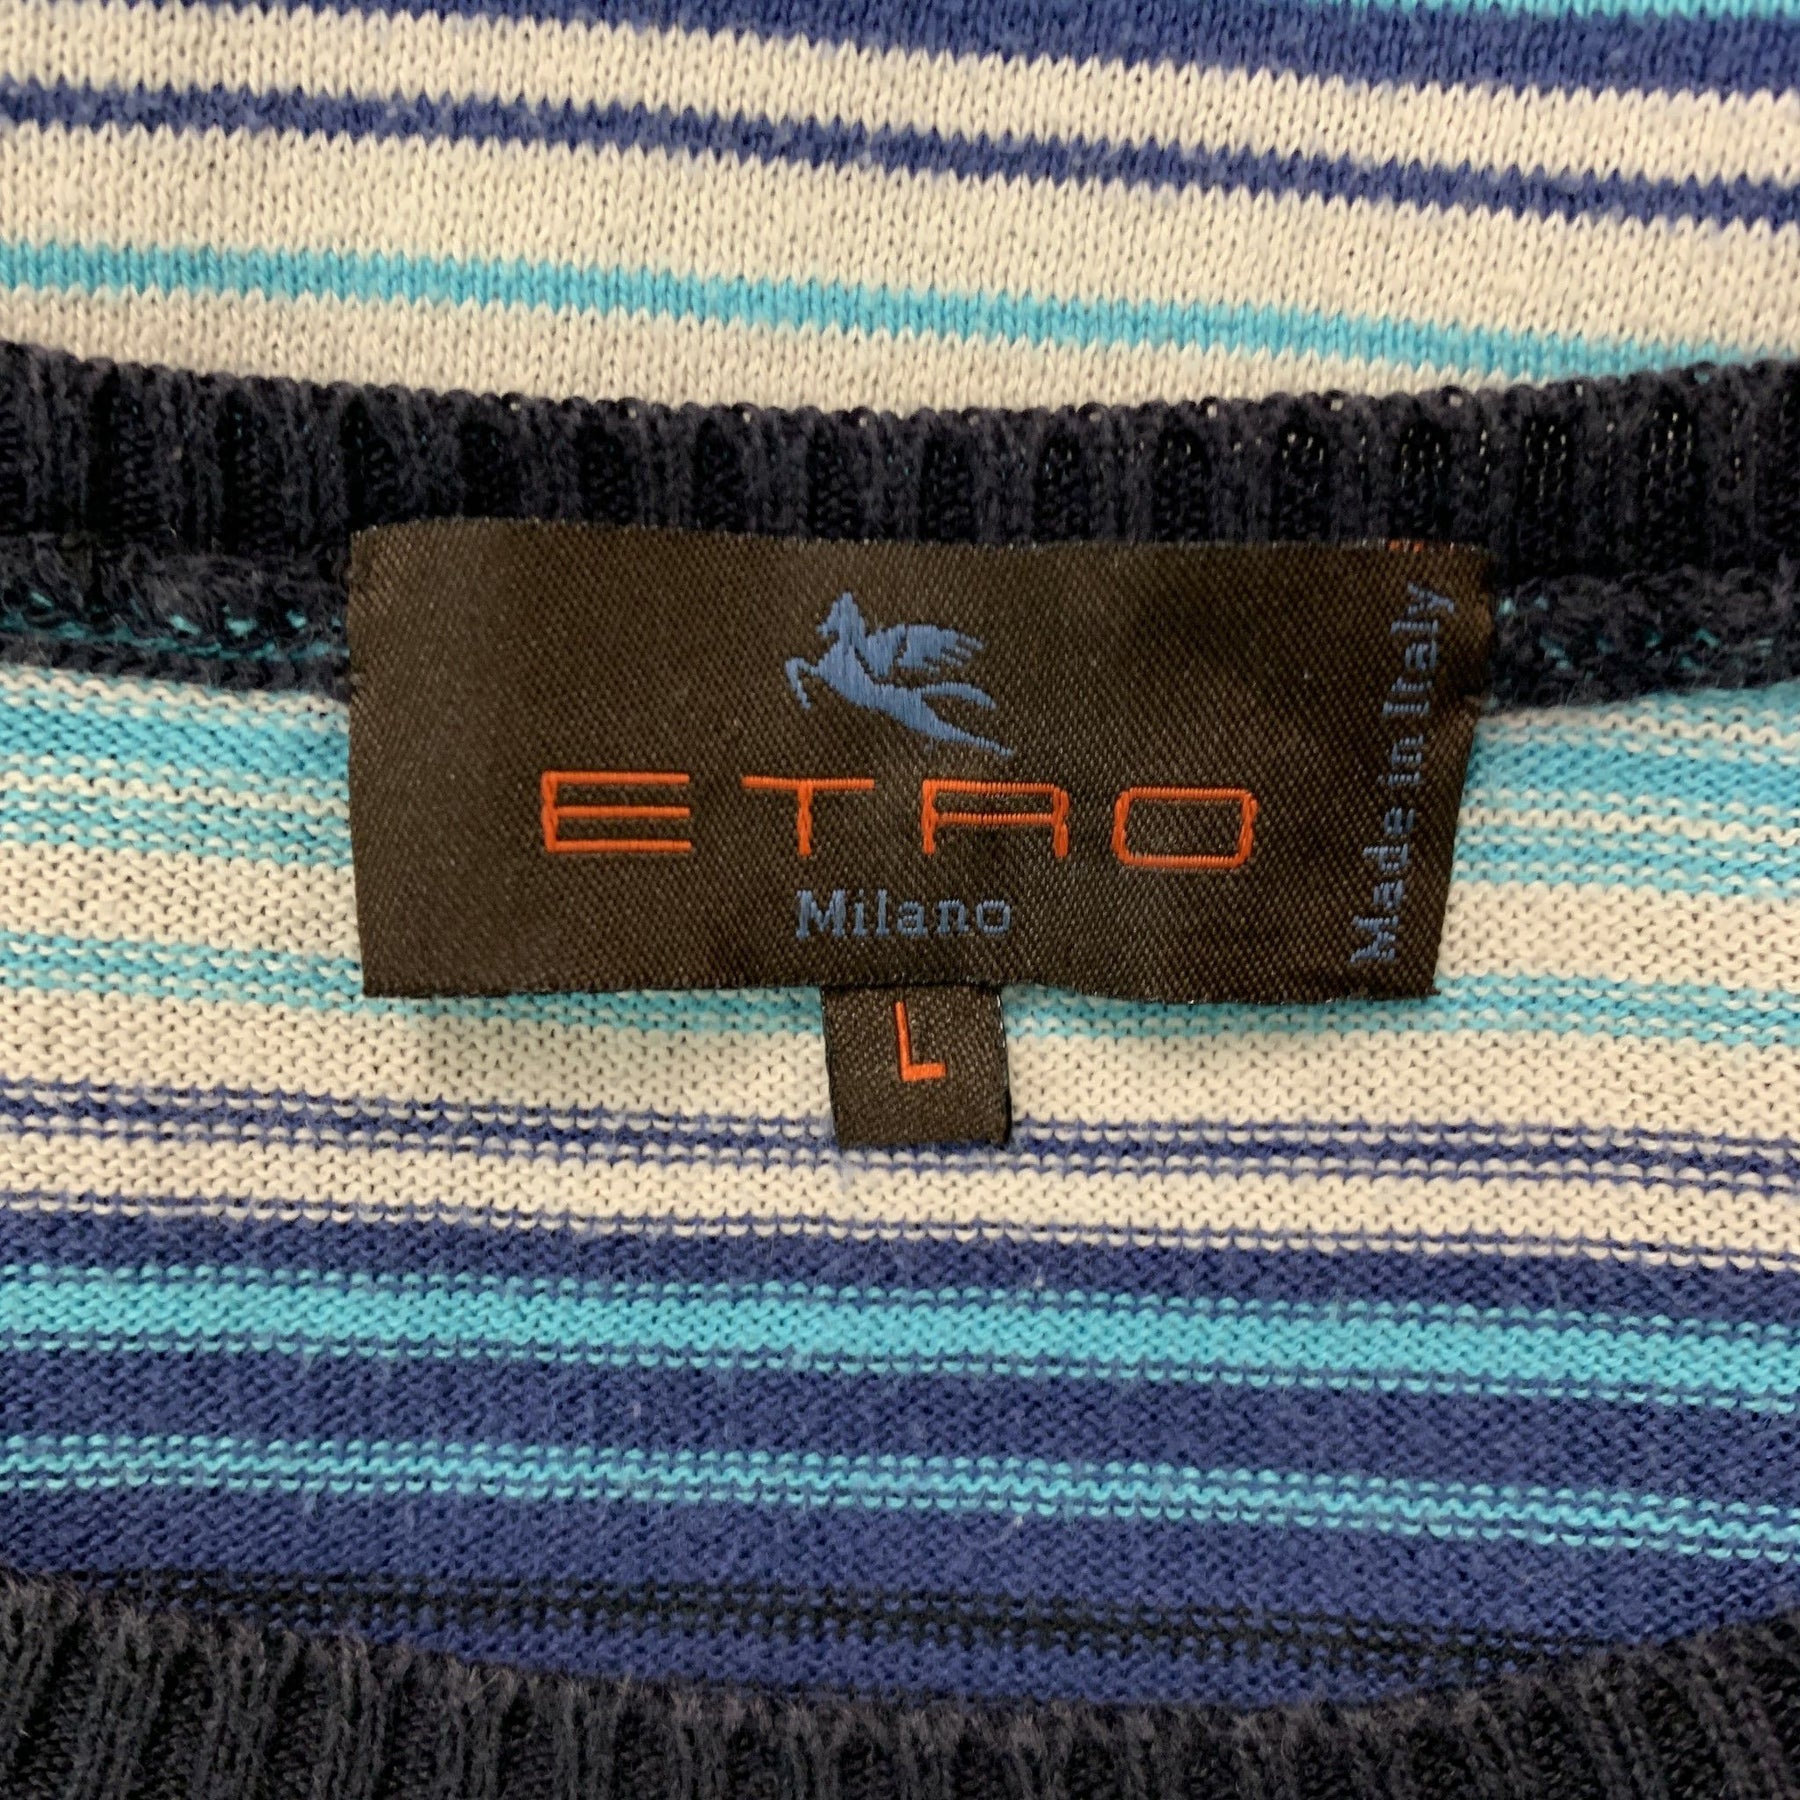 ETRO
Milano
Made in Italy
L